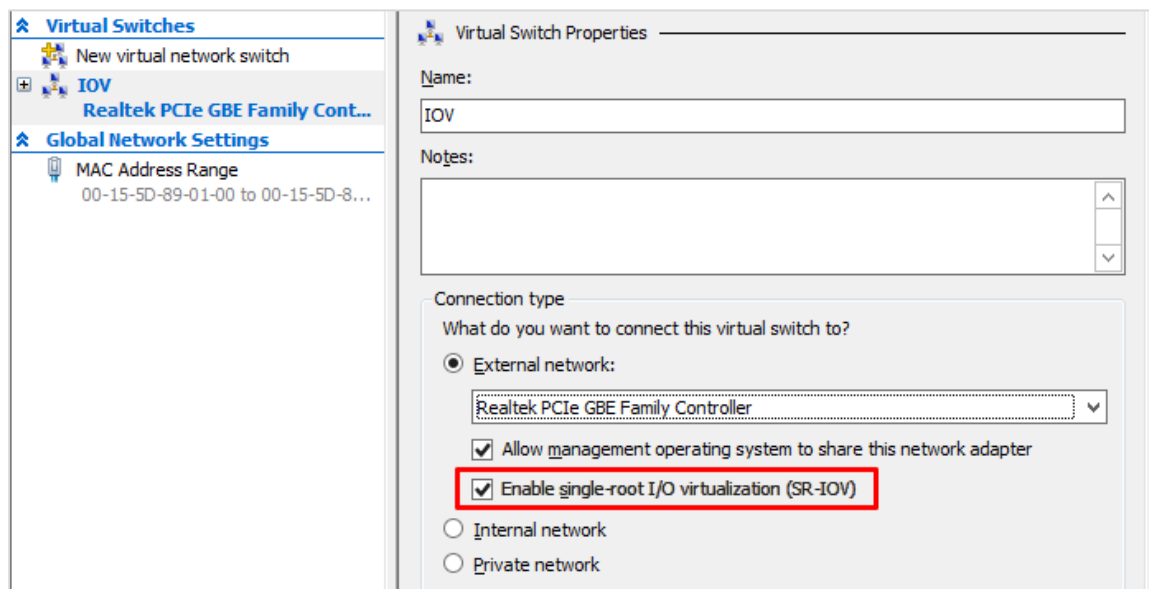 Virtual Switches
New virtual network switch
IOV
Realtek PCIe GBE Family Cont...
Global Network Settings
MAC Address Range
00-15-5D-89-01-00 to 00-15-5D-8...
Virtual Switch Properties
Name:
IOV
Notes:
Connection type
What do you want to connect this virtual switch to?
External network:
Realtek PCIe GBE Family Controller
Allow management operating system to share this network adapter
Enable single-root I/O virtualization (SR-IOV)
Internal network
Private network